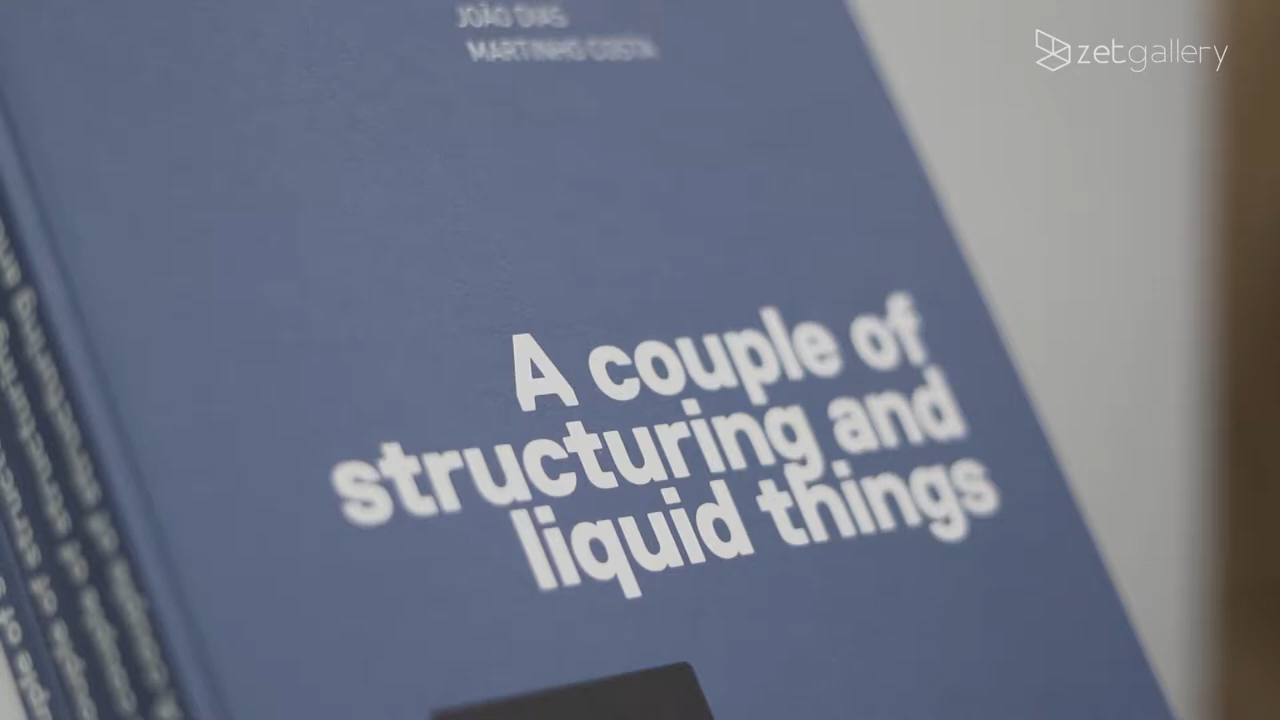 JOÃO DIAS
MARTINHO COSTA
zetgallery
A couple of
structuring and
liquid things